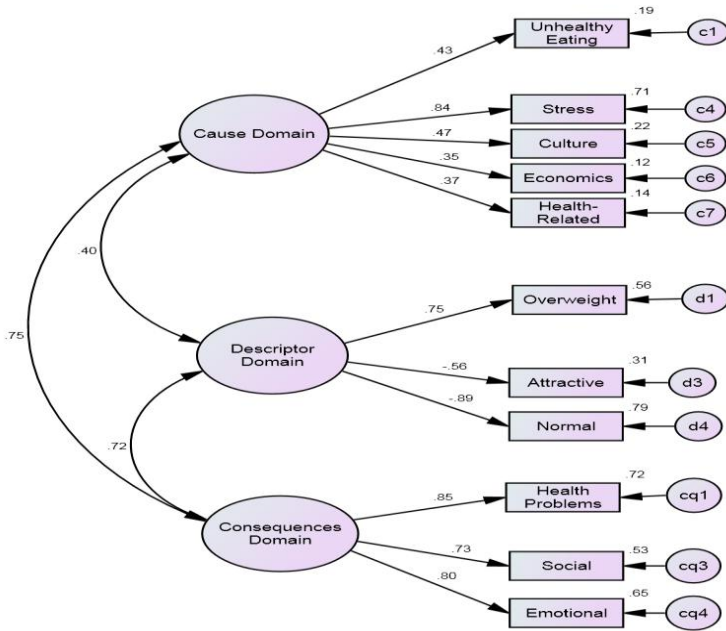 .19
Unhealthy
Eating
c1
.43
.71
.84
Stress
c4
Cause Domain
.22
.47
Culture
c5
.35
.12
Economics
c6
.37
.14
Health-
Related
c7
.40
.56
Overweight
d1
.75
.75
Descriptor
Domain
-.56
.31
Attractive
d3
-.89
.79
Normal
d4
.72
.72
Health
Problems
cq1
.85
Consequences
Domain
.73
.53
Social
cq3
.80
.65
Emotional
cq4